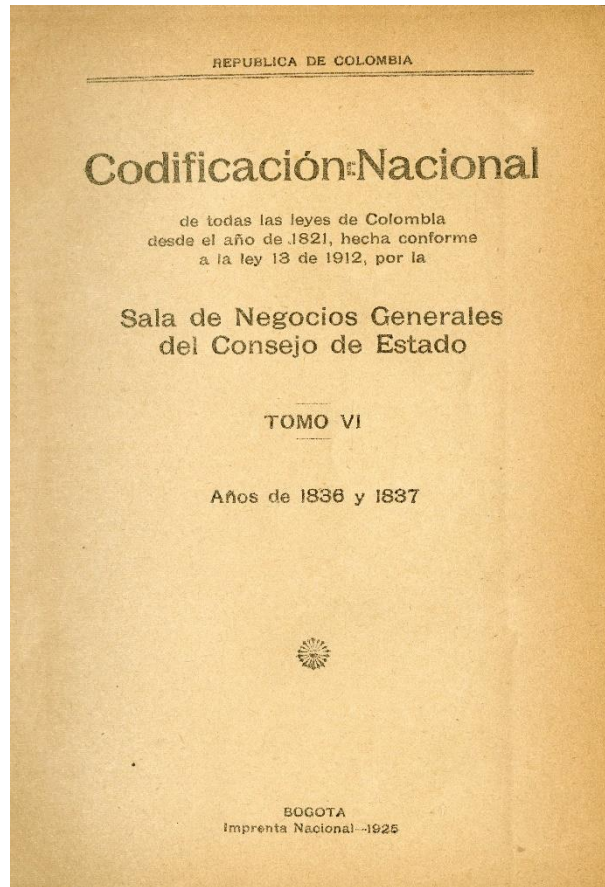 REPUBLICA DE COLOMBIA
Codificación Nacional
de todas las leyes de Colombia
desde el año de 1821, hecha conforme
a la ley 13 de 1912, por la
Sala de Negocios Generales
del Consejo de Estado
TOMO VI
Años de 1836 y 1837
BOGOTA
Imprenta Nacional—1925